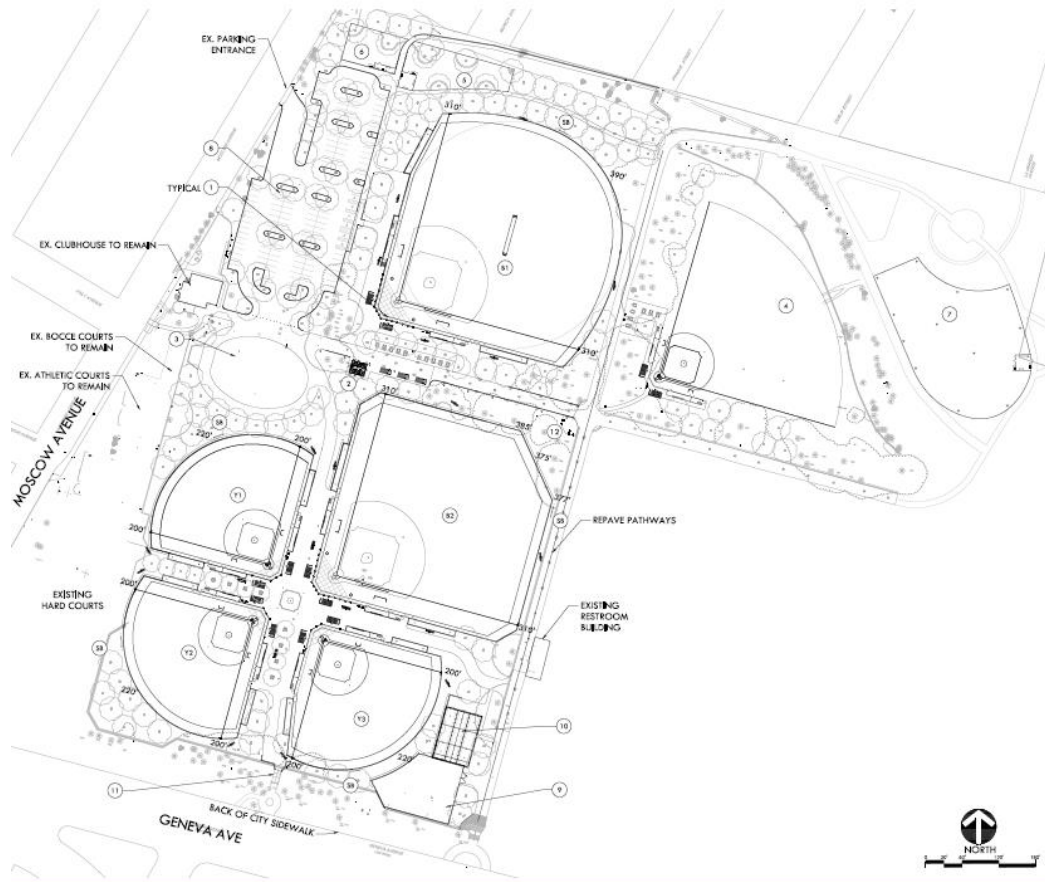 EX. PARKING
ENTRANCE
6
5
310'
SB
8
390'
TYPICAL 1
EX. CLUBHOUSE TO REMAIN
B1
4
7
3
EX. BOCCE COURTS
TO REMAIN
310'
EX. ATHLETIC COURTS
TO REMAIN
2
310'
SB
385'
12
220'
200'
375'
MOSCOW AVENUE
Y1
377'
B2
SB
REPAVE PATHWAYS
200'
200'
EXISTING
HARD COURTS
EXISTING
RESTROOM
BUILDING
310'
SB
Y2
200'
220'
Y3
10
200'
220'
200'
11
SB
9
BACK OF CITY SIDEWALK
GENEVA AVE
NORTH